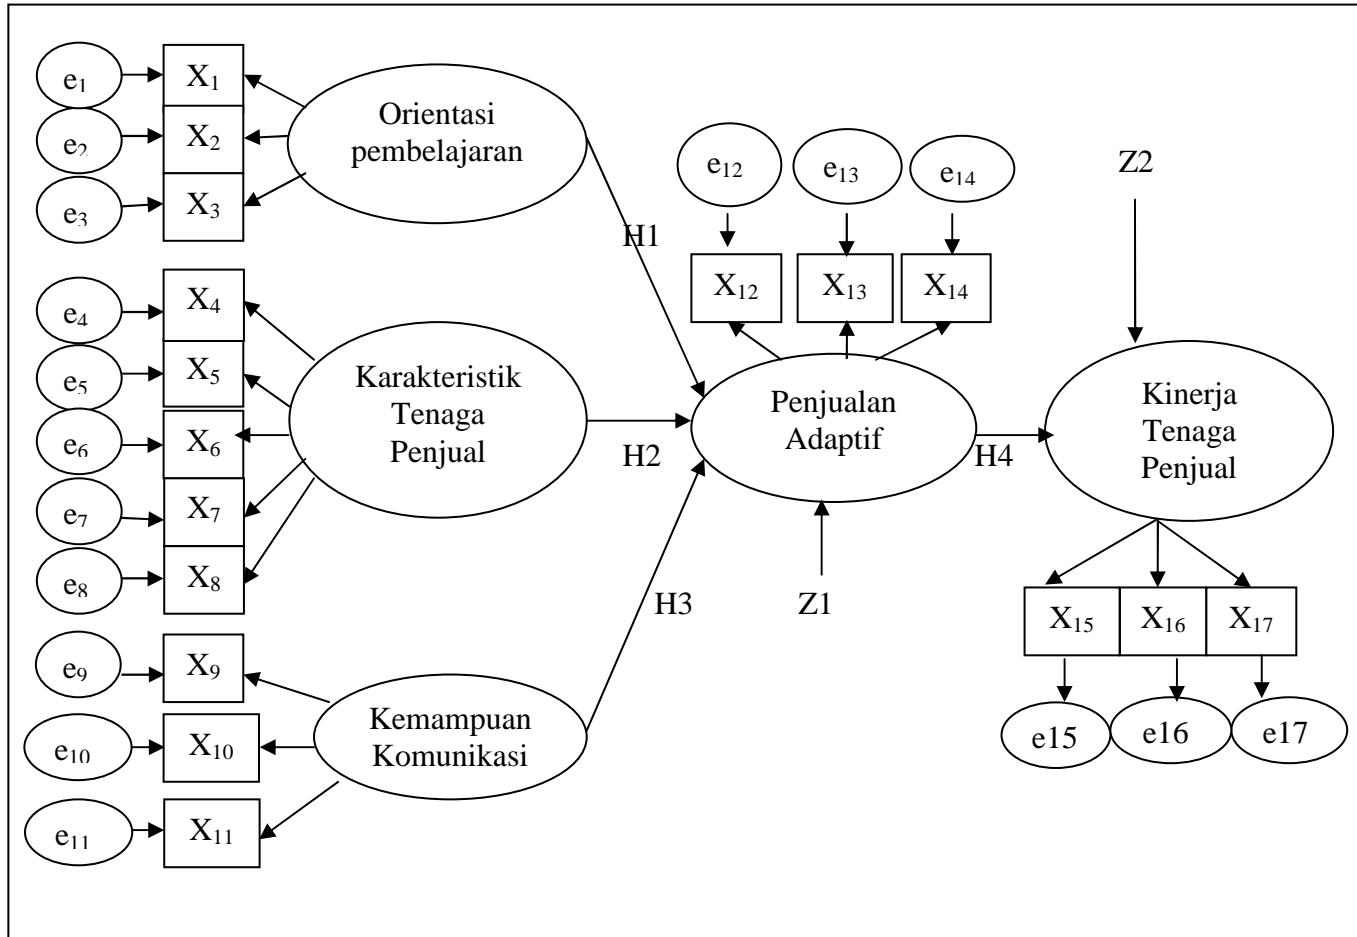 e₁
X₁
Orientasi
pembelajaran
e₂
X₂
e₃
X₃
e₁₂
e₁₃
e₁₄
Z2
H1
X₁₂
X₁₃
X₁₄
e₄
X₄
e₅
X₅
Karakteristik
Tenaga
Penjual
e₆
X₆
e₇
X₇
e₈
X₈
H2
Penjualan
Adaptif
H4
Kinerja
Tenaga
Penjual
H3
Z1
X₁₅
X₁₆
X₁₇
e₉
X₉
Kemampuan
Komunikasi
e₁₀
X₁₀
e₁₁
X₁₁
e15
e16
e17